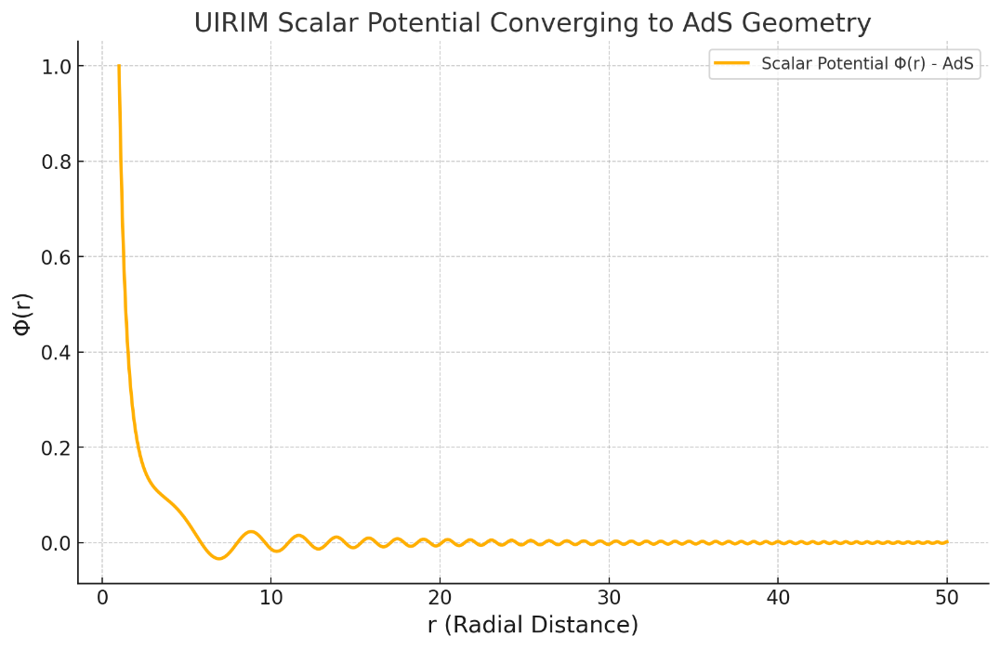 UIRIM Scalar Potential Converging to AdS Geometry
Scalar Potential Φ(r) - AdS
1.0
0.8
0.6
0.4
0.2
0.0
Φ(r)
0 10 20 30 40 50
r (Radial Distance)